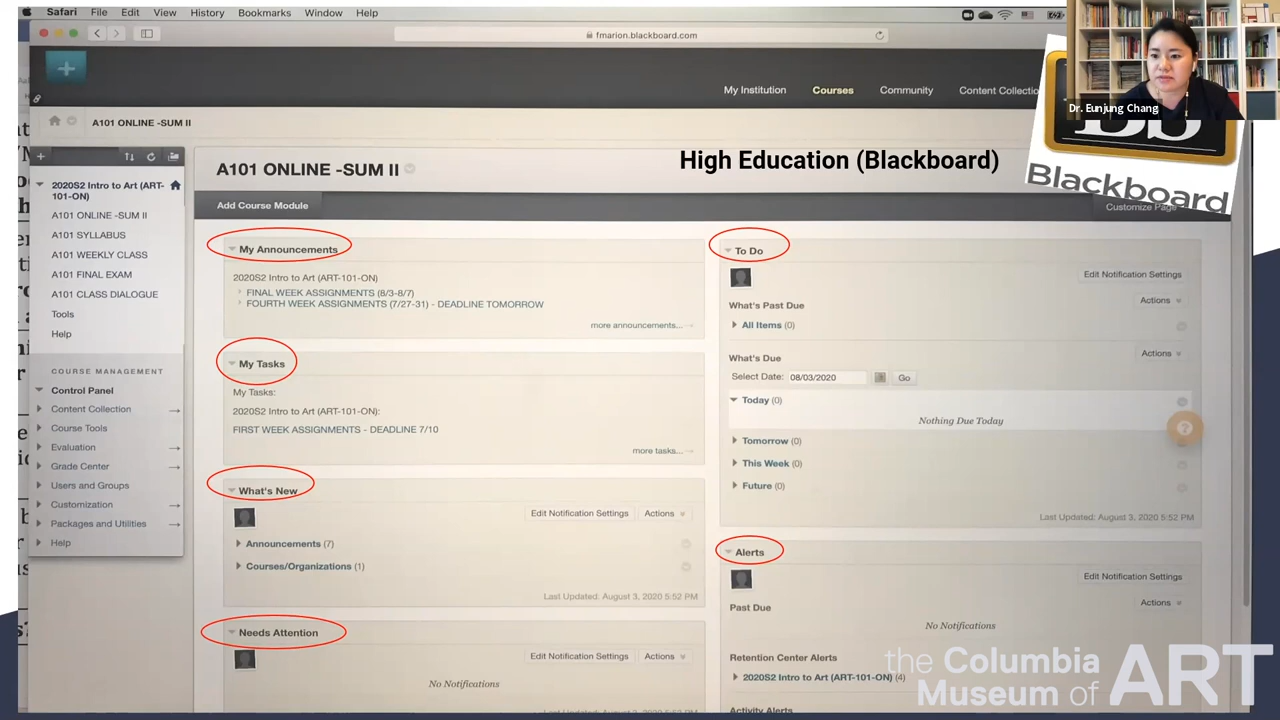 Safari File Edit View History Bookmarks Window Help
fmarion.blackboard.com
My Institution Courses Community Content Collectio
Dr. Eunjung Chang
Blackboard
A101 ONLINE -SUM II
A101 ONLINE -SUM II
High Education (Blackboard)
Add Course Module
Customize Page
2020S2 Intro to Art (ART-
101-ON)
A101 ONLINE -SUM II
A101 SYLLABUS
A101 WEEKLY CLASS
A101 FINAL EXAM
A101 CLASS DIALOGUE
Tools
Help
COURSE MANAGEMENT
Control Panel
Content Collection
Course Tools
Evaluation
Grade Center
Users and Groups
Customization
Packages and Utilities
Help
My Announcements
2020S2 Intro to Art (ART-101-ON)
FINAL WEEK ASSIGNMENTS (8/3-8/7)
FOURTH WEEK ASSIGNMENTS (7/27-31) - DEADLINE TOMORROW
more announcements...
My Tasks
My Tasks:
2020S2 Intro to Art (ART-101-ON):
FIRST WEEK ASSIGNMENTS - DEADLINE 7/10
more tasks...
What's New
Edit Notification Settings Actions
Announcements (7)
Courses/Organizations (1)
Last Updated: August 3, 2020 5:52 PM
Needs Attention
Edit Notification Settings Actions
No Notifications
To Do
Edit Notification Settings
What's Past Due
Actions
All Items (0)
What's Due
Actions
Select Date: 08/03/2020 Go
Today (0)
Nothing Due Today
Tomorrow (0)
This Week (0)
Future (0)
Last Updated: August 3, 2020 5:52 PM
Alerts
Edit Notification Settings
Actions
Past Due
No Notifications
Retention Center Alerts
2020S2 Intro to Art (ART-101-ON) (4)
Activity Alerts
the Columbia
Museum of ART